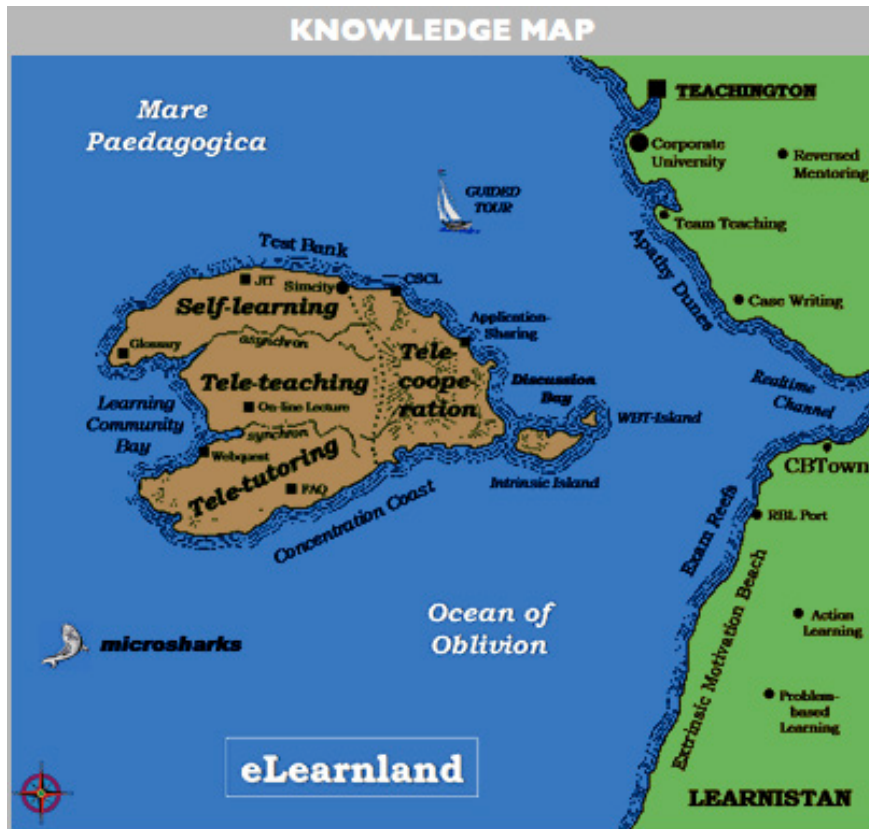 KNOWLEDGE MAP
Mare
Paedagogica
TEACHINGTON
Corporate
University
Reversed
Mentoring
GUIDED
TOUR
Team Teaching
Test Bank
Apathy Dunes
JIT
Simcity
CSCL
Self-learning
Case Writing
Application-
Sharing
Glossary
asynchron
Tele-
coope-
ration
Tele-teaching
Discussion
Bay
Realtime
Channel
Learning
Community
Bay
On-line Lecture
WBT-Island
synchron
Webquest
CBTown
Tele-tutoring
Intrinsic Island
FAQ
Concentration Coast
Exam Reefs
RBL Port
Extrinsic Motivation Beach
Ocean of
Oblivion
Action
Learning
microsharks
Problem-
based
Learning
eLearnland
LEARNISTAN